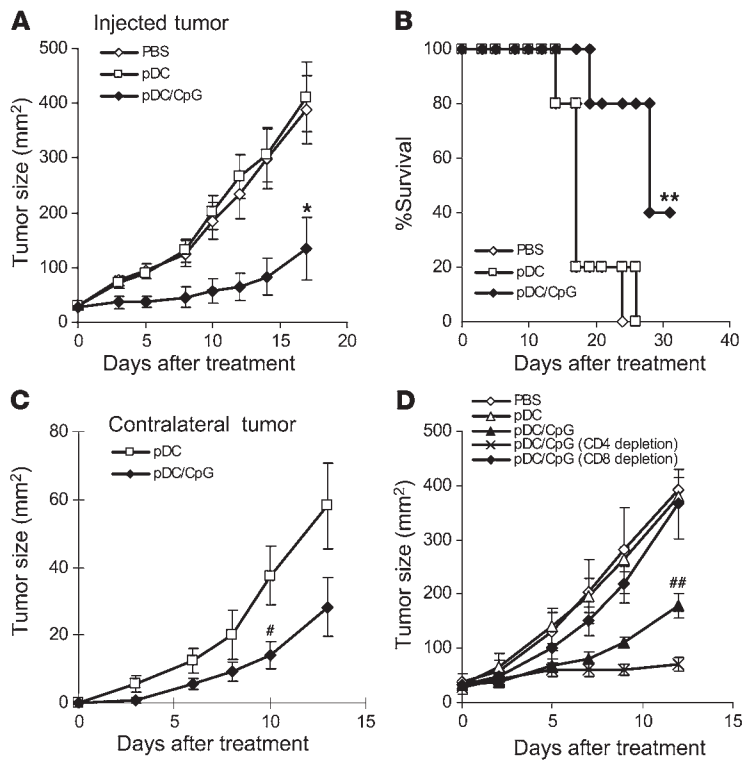 A
Injected tumor
PBS
pDC
pDC/CpG
Tumor size (mm²)
500
400
300
200
100
0
*
0 5 10 15 20
Days after treatment
B
%Survival
100
80
60
40
20
0
**
PBS
pDC
pDC/CpG
0 10 20 30 40
Days after treatment
C
Contralateral tumor
pDC
pDC/CpG
Tumor size (mm²)
80
60
40
20
0
#
0 5 10 15
Days after treatment
D
PBS
pDC
pDC/CpG
pDC/CpG (CD4 depletion)
pDC/CpG (CD8 depletion)
Tumor size (mm²)
500
400
300
200
100
0
##
0 5 10 15
Days after treatment